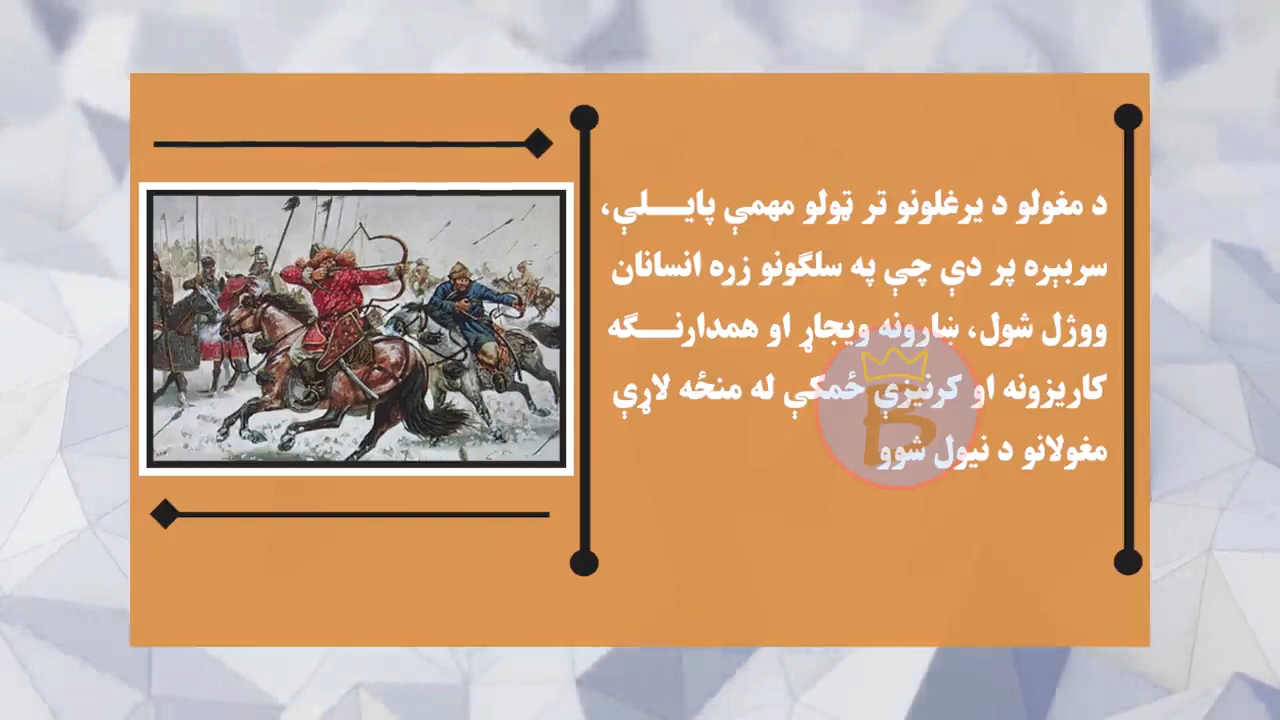 د مغولو د یرغلونو تر ټولو مهمې پایـــلې،
سربېره پر دې چې په سلګونو زره انسانان
ووژل شول، ښارونه ویجاړ او همدارنـــګه
کاریزونه او کرنیزې ځمکې له منځه لاړې
مغولانو د نیول شوو
B